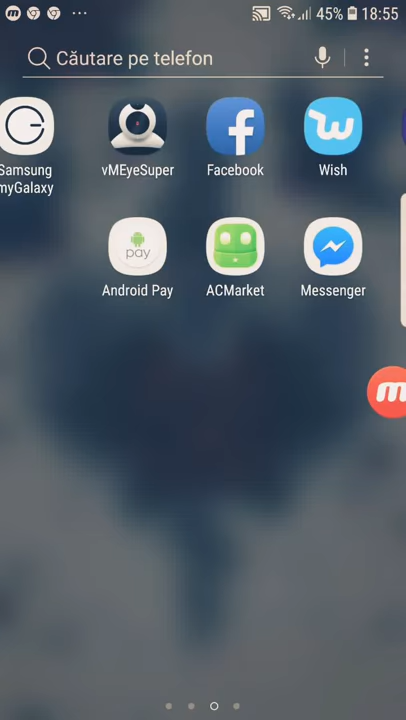 45% 18:55
Căutare pe telefon
Samsung
myGalaxy
vMEyeSuper
Facebook
Wish
pay
Android Pay
ACMarket
Messenger